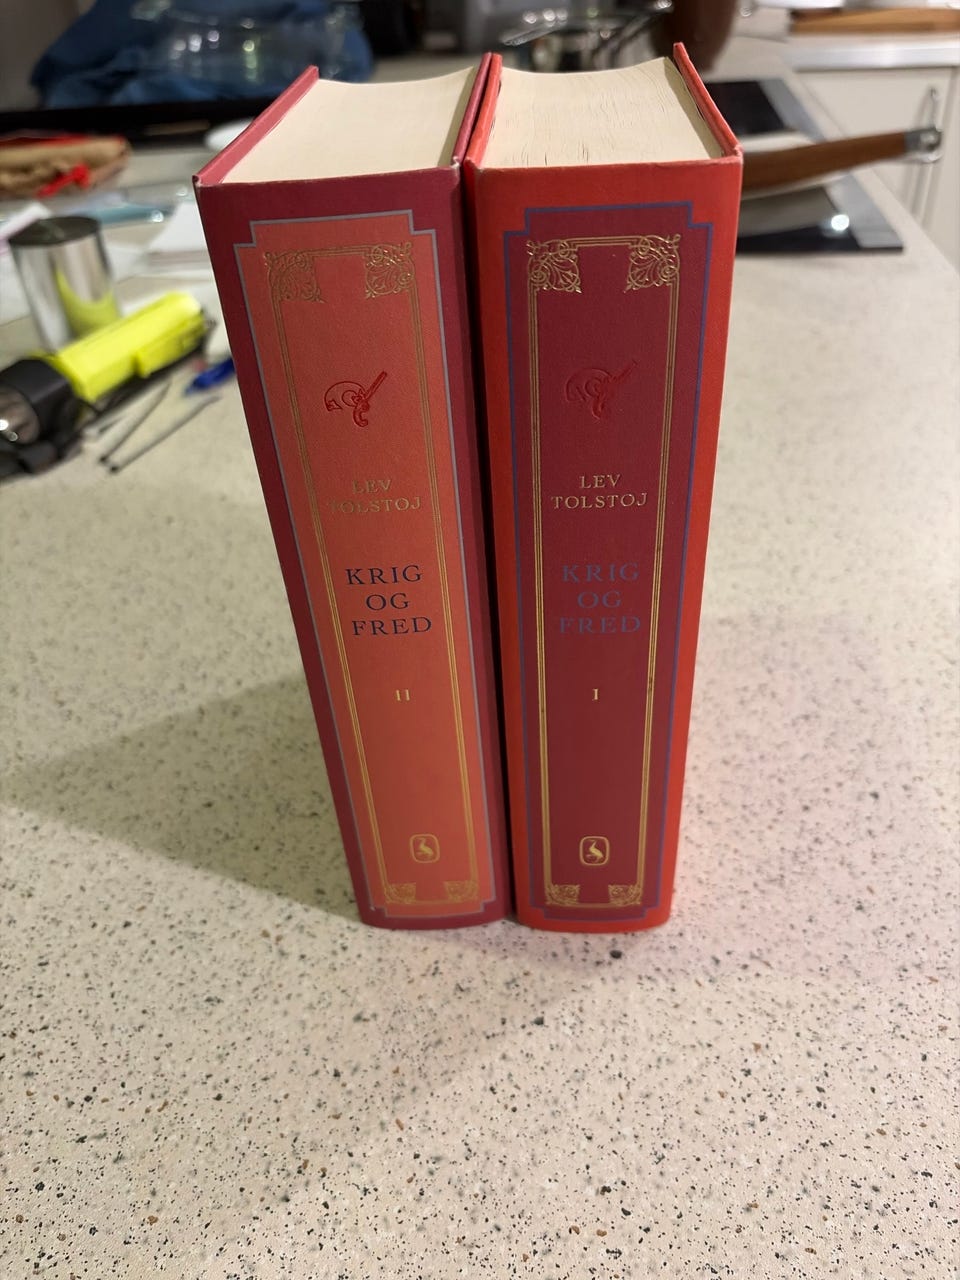 LEV
TOLSTOJ
KRIG
OG
FRED
II
LEV
TOLSTOJ
KRIG
OG
FRED
I